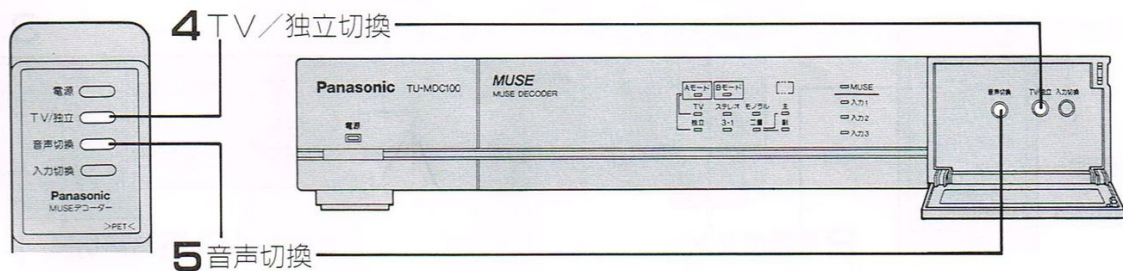 4 TV／独立切換
電源
TV/独立
音声切換
入力切換
Panasonic
MUSEデコーダー
>PET<
Panasonic TU-MDC100
電源
MUSE
MUSE DECODER
Aモード Bモード
TV ステレオ モノラル 主
独立 3-1 二重 副
MUSE
入力1
入力2
入力3
音声切換 TV/独立 入力切換
5 音声切換